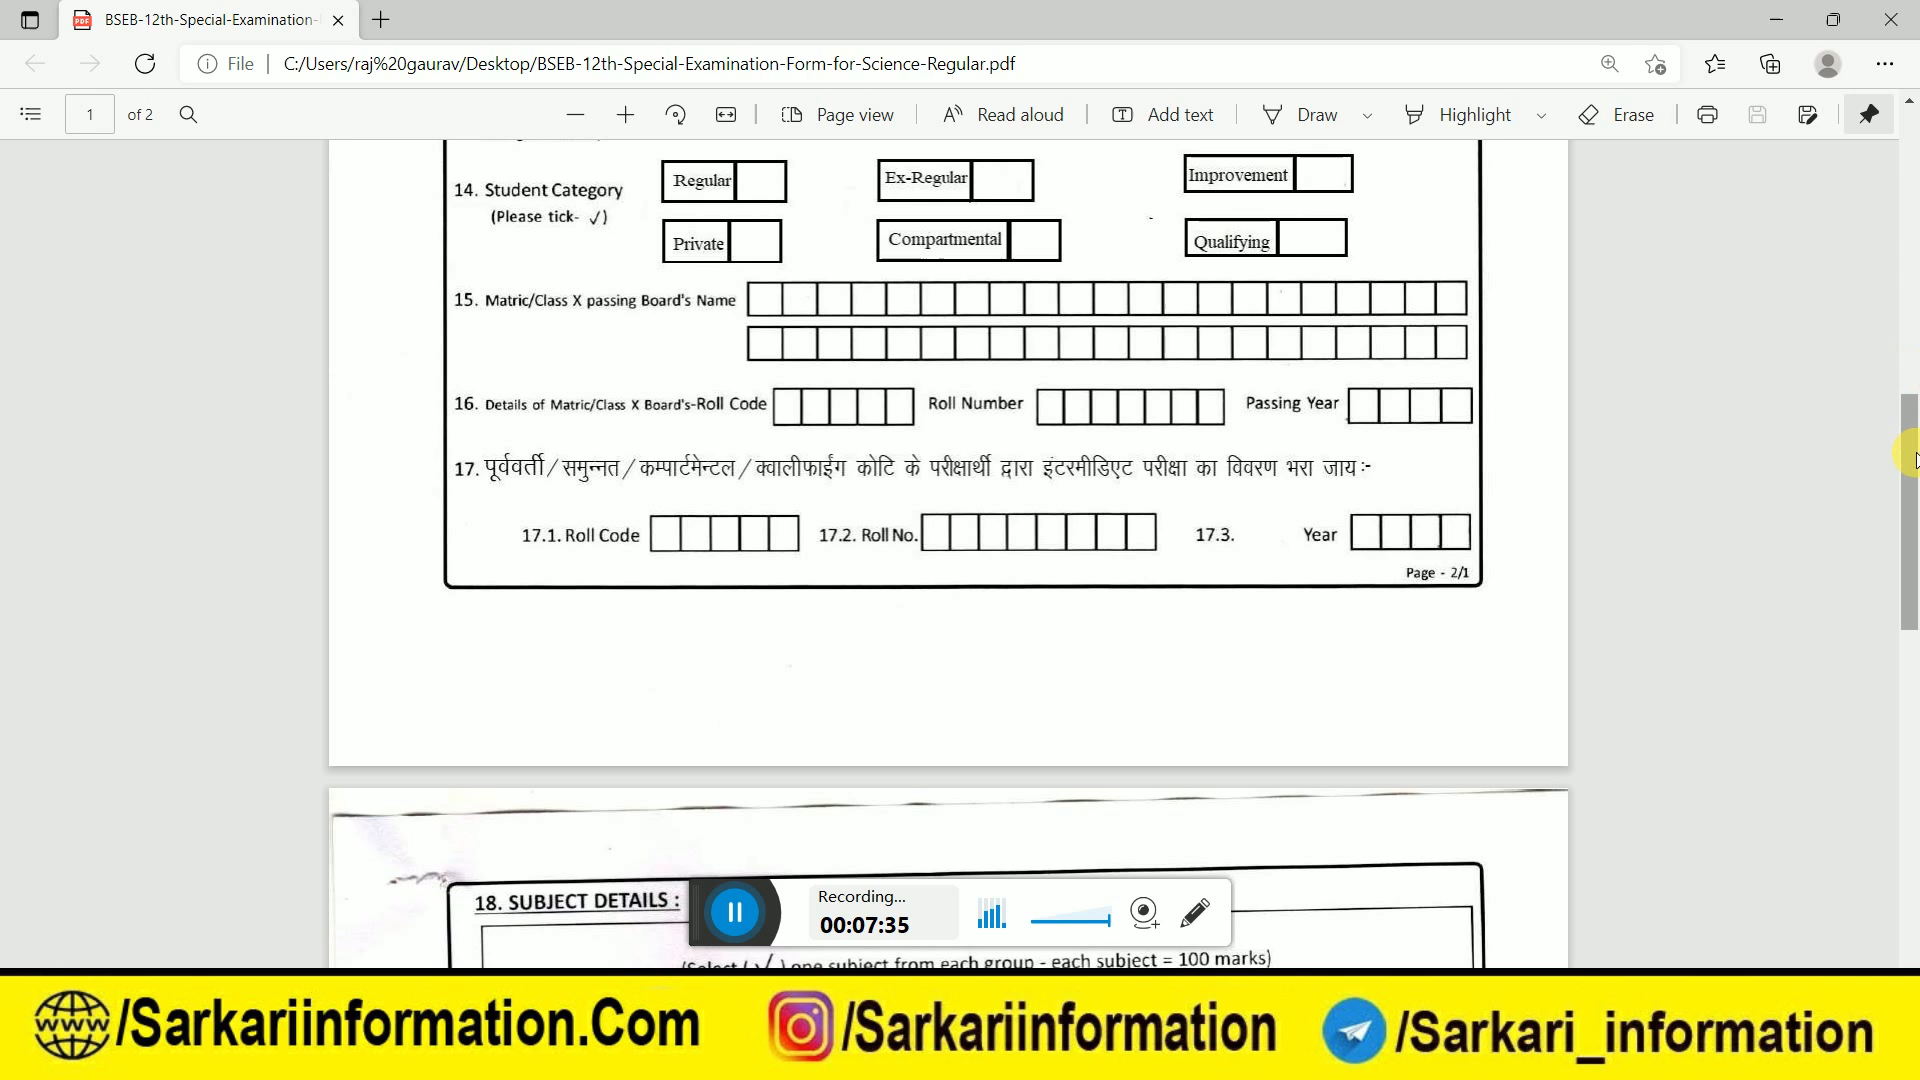 BSEB-12th-Special-Examination-
File
C:/Users/raj%20gaurav/Desktop/BSEB-12th-Special-Examination-Form-for-Science-Regular.pdf
1 of 2
Page view
Read aloud
Add text
Draw
Highlight
Erase
14. Student Category Regular Ex-Regular Improvement
(Please tick- ✓)
Private Compartmental Qualifying
15. Matric/Class X passing Board's Name
16. Details of Matric/Class X Board's-Roll Code Roll Number Passing Year
17. पूर्ववर्ती/समुन्नत/कम्पार्टमेन्टल/क्वालीफाईंग कोटि के परीक्षार्थी द्वारा इंटरमीडिएट परीक्षा का विवरण भरा जाय:-
17.1. Roll Code 17.2. Roll No. 17.3. Year
Page - 2/1
18. SUBJECT DETAILS :
Recording...
00:07:35
(Select (✓) one subject from each group - each subject = 100 marks)
www /Sarkariinformation.Com /Sarkariinformation /Sarkari_information